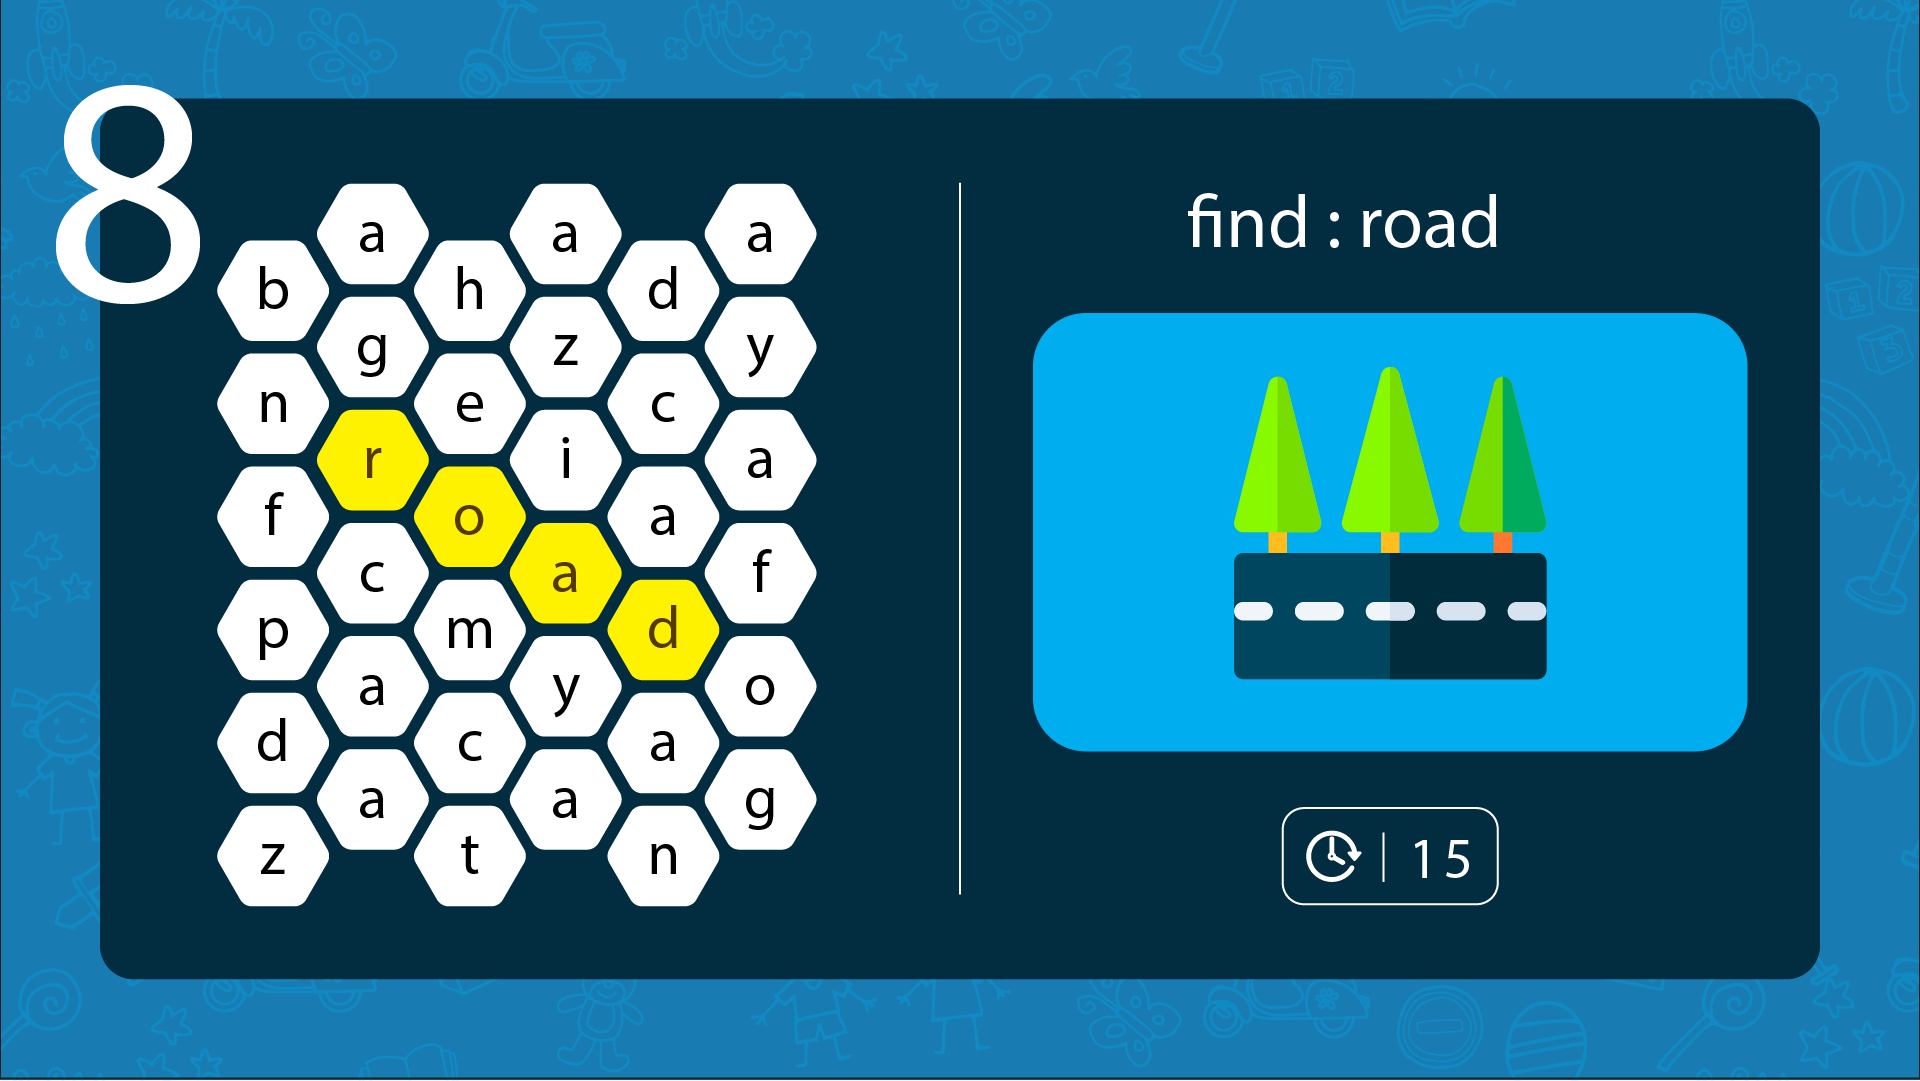 8
find : road
a a a
b h d
g z y
n e c
r i a
f o a
c a f
p m d
a y o
d c a
a a g
z t n
15